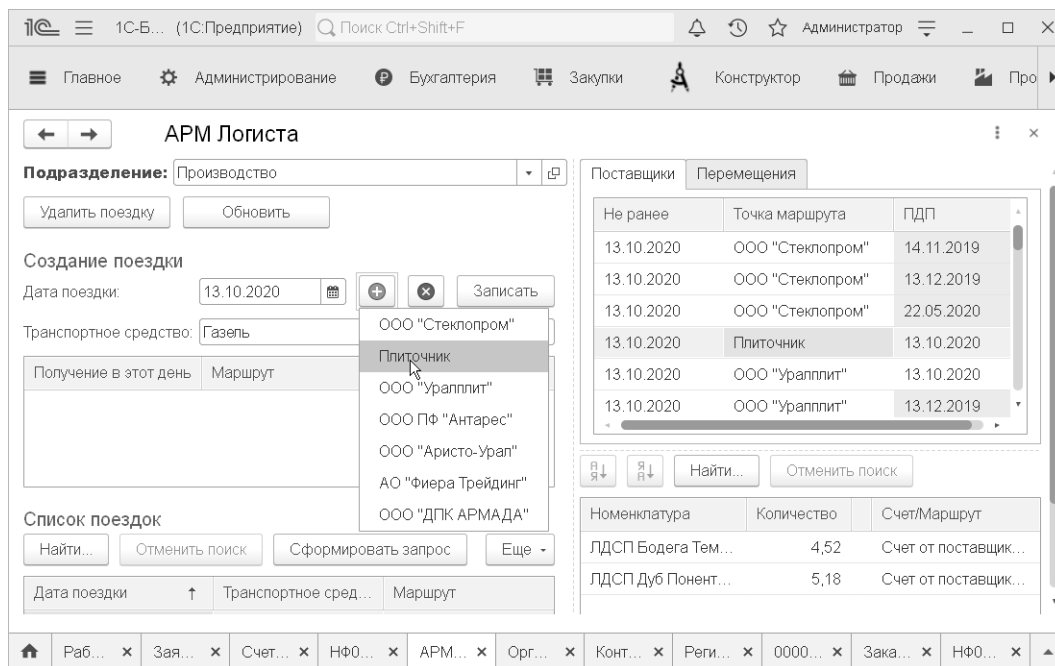 1С-Б... (1С:Предприятие) Поиск Ctrl+Shift+F Администратор
Главное Администрирование Бухгалтерия Закупки Конструктор Продажи Про
АРМ Логиста
Подразделение: Производство
Удалить поездку Обновить
Создание поездки
Дата поездки: 13.10.2020 Записать
Транспортное средство: Газель
Получение в этот день Маршрут
ООО "Стеклопром"
Плиточник
ООО "Уралплит"
ООО ПФ "Антарес"
ООО "Аристо-Урал"
АО "Фиера Трейдинг"
ООО "ДПК АРМАДА"
Список поездок
Найти... Отменить поиск Сформировать запрос Еще
Дата поездки ↑ Транспортное сред... Маршрут
Поставщики Перемещения
Не ранее Точка маршрута ПДП
13.10.2020 ООО "Стеклопром" 14.11.2019
13.10.2020 ООО "Стеклопром" 13.12.2019
13.10.2020 ООО "Стеклопром" 22.05.2020
13.10.2020 Плиточник 13.10.2020
13.10.2020 ООО "Уралплит" 13.10.2020
13.10.2020 ООО "Уралплит" 13.12.2019
Найти... Отменить поиск
Номенклатура Количество Счет/Маршрут
ЛДСП Бодега Тем... 4,52 Счет от поставщик...
ЛДСП Дуб Понент... 5,18 Счет от поставщик...
Раб... Зая... Счет... НФ0... АРМ... Орг... Конт... Реги... 0000... Зака... НФ0...